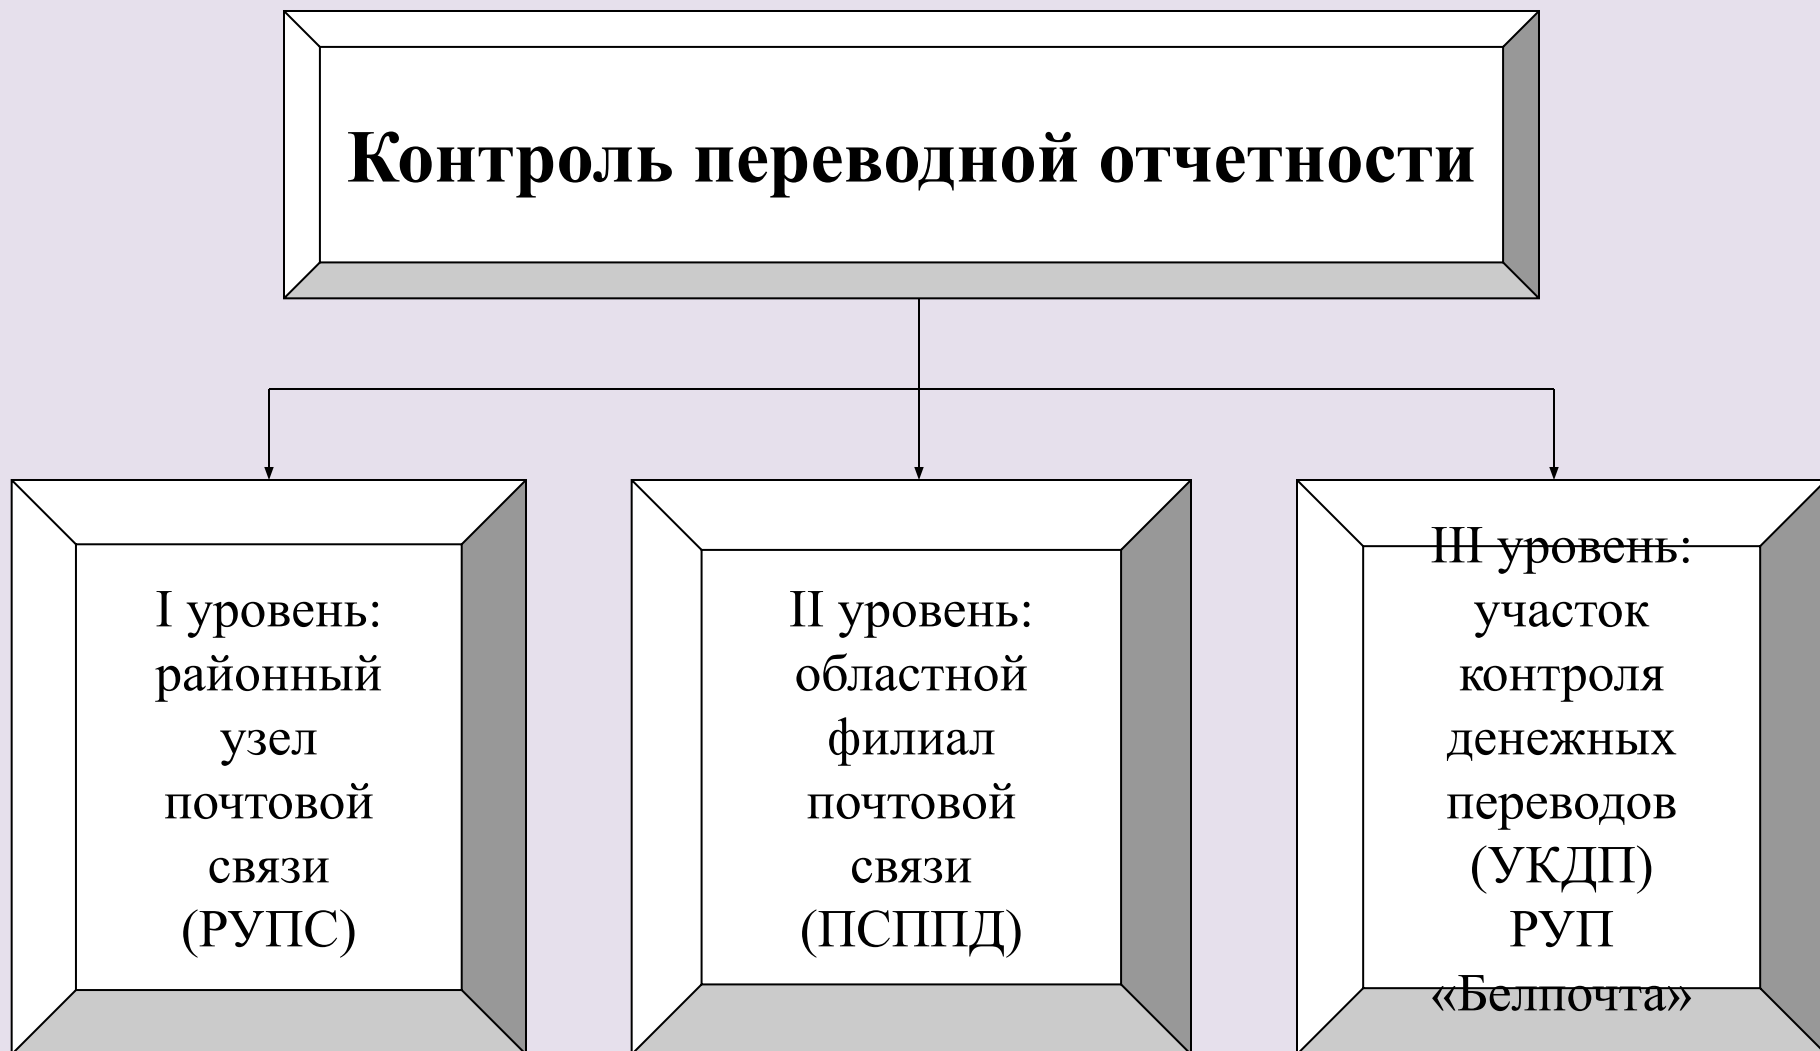 Контроль переводной отчетности
I уровень:
районный
узел
почтовой
связи
(РУПС)
II уровень:
областной
филиал
почтовой
связи
(ПСППД)
III уровень:
участок
контроля
денежных
переводов
(УКДП)
РУП
«Белпочта»